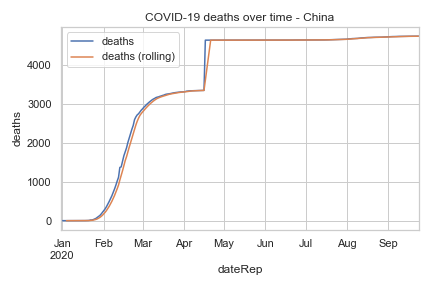 COVID-19 deaths over time - China
deaths
deaths (rolling)
deaths
4000
3000
2000
1000
0
Jan Feb Mar Apr May Jun Jul Aug Sep
2020
dateRep